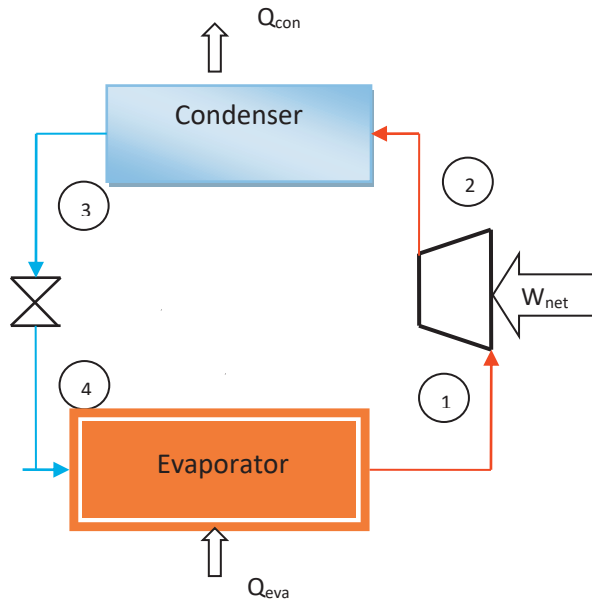 Qcon
Condenser
2
3
Wnet
4
1
Evaporator
Qeva